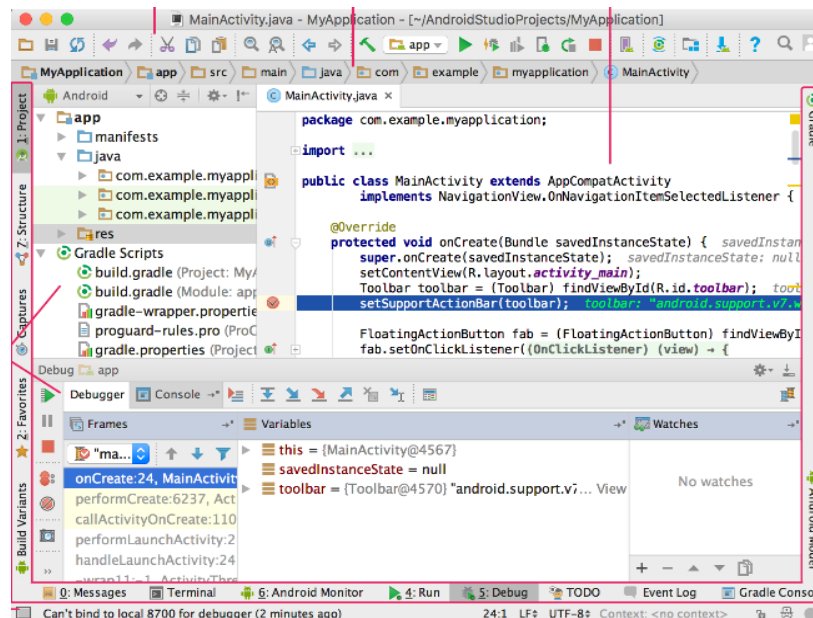 MainActivity.java - MyApplication - [~/AndroidStudioProjects/MyApplication]
app
MyApplication app src main java com example myapplication MainActivity
Android
MainActivity.java ×
1: Project
Z: Structure
Captures
2: Favorites
Build Variants
app
manifests
java
com.example.myappli
com.example.myappli
com.example.myappli
res
Gradle Scripts
build.gradle (Project: My
build.gradle (Module: app
gradle-wrapper.propertie
proguard-rules.pro (ProC
gradle.properties (Project
package com.example.myapplication;
import ...
public class MainActivity extends AppCompatActivity
implements NavigationView.OnNavigationItemSelectedListener {
@Override
protected void onCreate(Bundle savedInstanceState) { savedInstan
super.onCreate(savedInstanceState); savedInstanceState: null
setContentView(R.layout.activity_main);
Toolbar toolbar = (Toolbar) findViewById(R.id.toolbar); tool
setSupportActionBar(toolbar); toolbar: "android.support.v7.w
FloatingActionButton fab = (FloatingActionButton) findViewByI
fab.setOnClickListener((OnClickListener) (view) → {
Gradle
Android Model
Debug app
Debugger Console
Frames
Variables
Watches
"ma...
onCreate:24, MainActivit
performCreate:6237, Act
callActivityOnCreate:110
performLaunchActivity:2
handleLaunchActivity:24
-wrap11:-1, ActivityThre
this = {MainActivity@4567}
savedInstanceState = null
toolbar = {Toolbar@4570} "android.support.v7... View
No watches
0: Messages Terminal 6: Android Monitor 4: Run 5: Debug TODO Event Log Gradle Conso
Can't bind to local 8700 for debugger (2 minutes ago) 24:1 LF÷ UTF-8÷ Context: <no context>